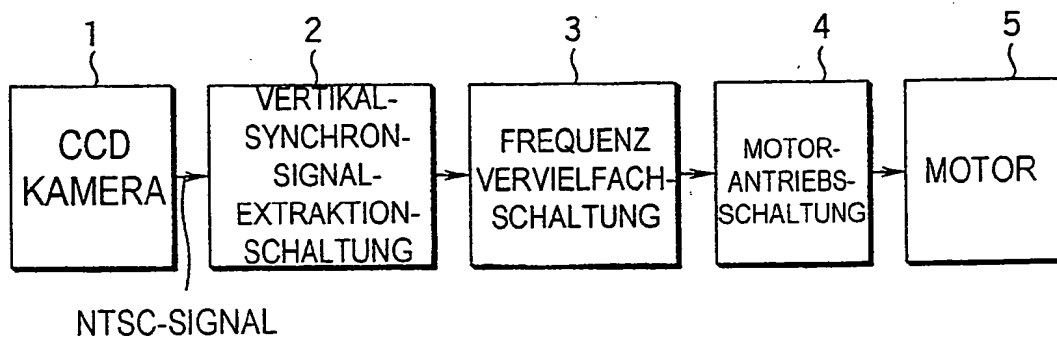 1
2
3
4
5
CCD
KAMERA
VERTIKAL-
SYNCHRON-
SIGNAL-
EXTRAKTION-
SCHALTUNG
FREQUENZ
VERVIELFACH-
SCHALTUNG
MOTOR-
ANTRIEBS-
SCHALTUNG
MOTOR
NTSC-SIGNAL